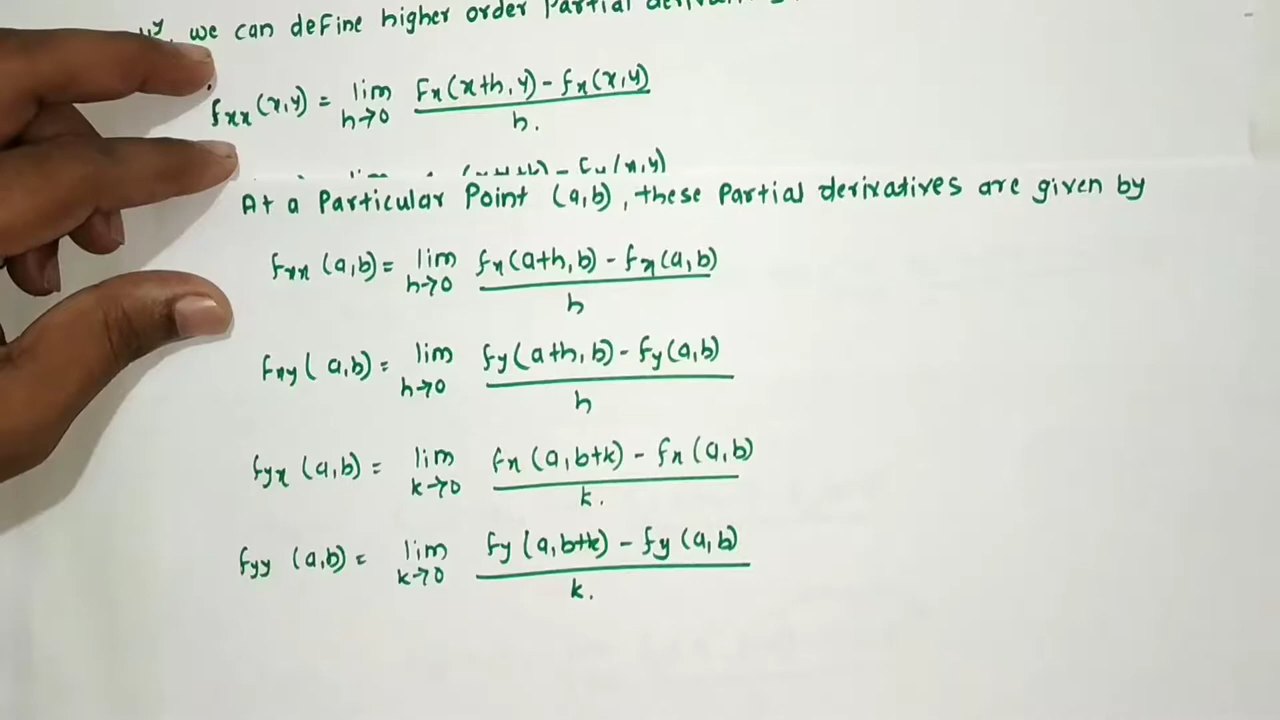 we can define higher order Partial
fxx (x,y) = lim h→0 Fx(x+h, y) - fx(x,y) / h.
At a Particular Point (a,b), these Partial derivatives are given by
fxx (a,b) = lim h→0 fx(a+h, b) - fx(a,b) / h
fxy (a,b) = lim h→0 fy(a+h, b) - fy(a,b) / h
fyx (a,b) = lim k→0 fx (a, b+k) - fx (a,b) / k.
fyy (a,b) = lim k→0 fy (a, b+k) - fy (a,b) / k.